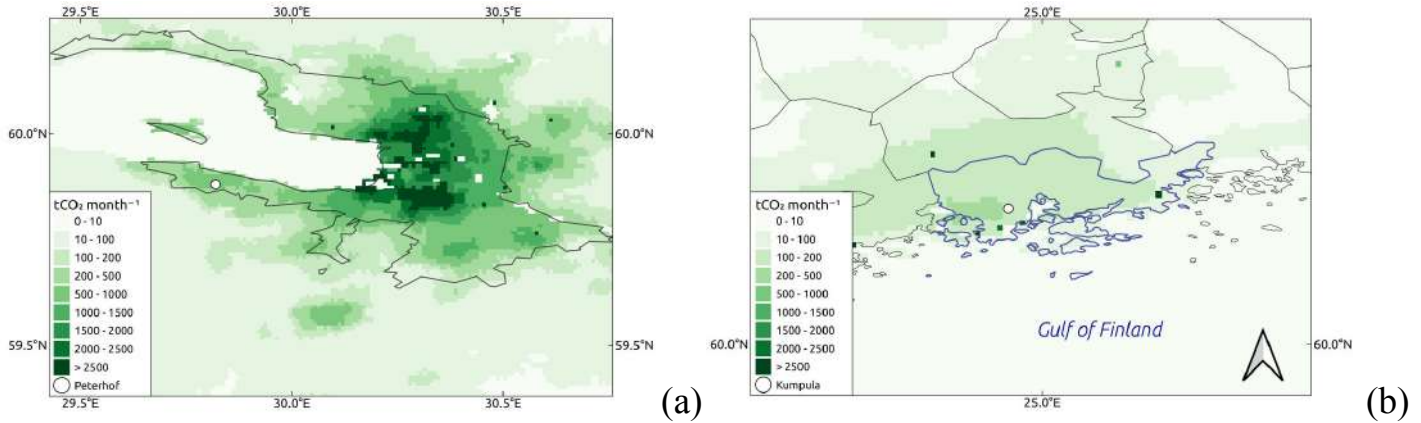 29.5°E 30.0°E 30.5°E
60.0°N 60.0°N
59.5°N
tCO₂ month⁻¹
0 - 10
10 - 100
100 - 200
200 - 500
500 - 1000
1000 - 1500
1500 - 2000
2000 - 2500
> 2500
Peterhof
29.5°E 30.0°E 30.5°E
(a)
25.0°E
tCO₂ month⁻¹
0 - 10
10 - 100
100 - 200
200 - 500
500 - 1000
1000 - 1500
1500 - 2000
2000 - 2500
> 2500
Kumpula
Gulf of Finland
60.0°N 60.0°N
25.0°E
(b)